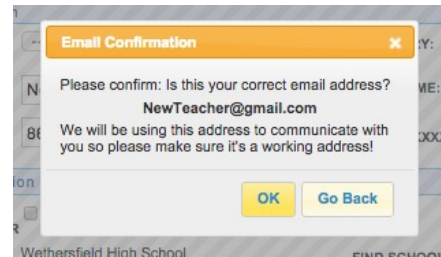 Email Confirmation
Please confirm: Is this your correct email address?
NewTeacher@gmail.com
We will be using this address to communicate with
you so please make sure it's a working address!
OK Go Back
Wethersfield High School